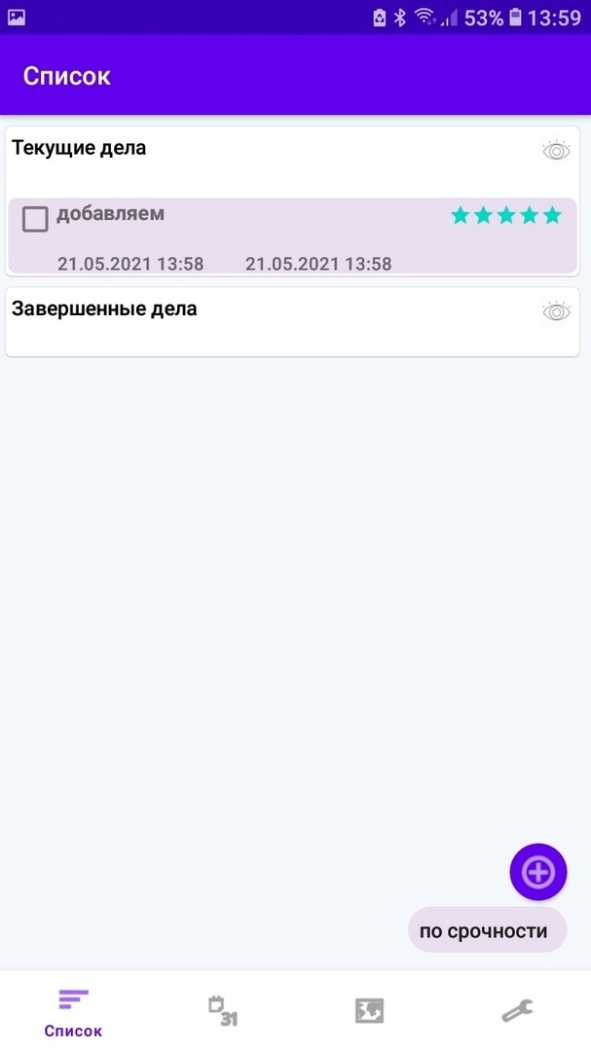 53% 13:59
Список
Текущие дела
добавляем
21.05.2021 13:58 21.05.2021 13:58
Завершенные дела
по срочности
31
Список